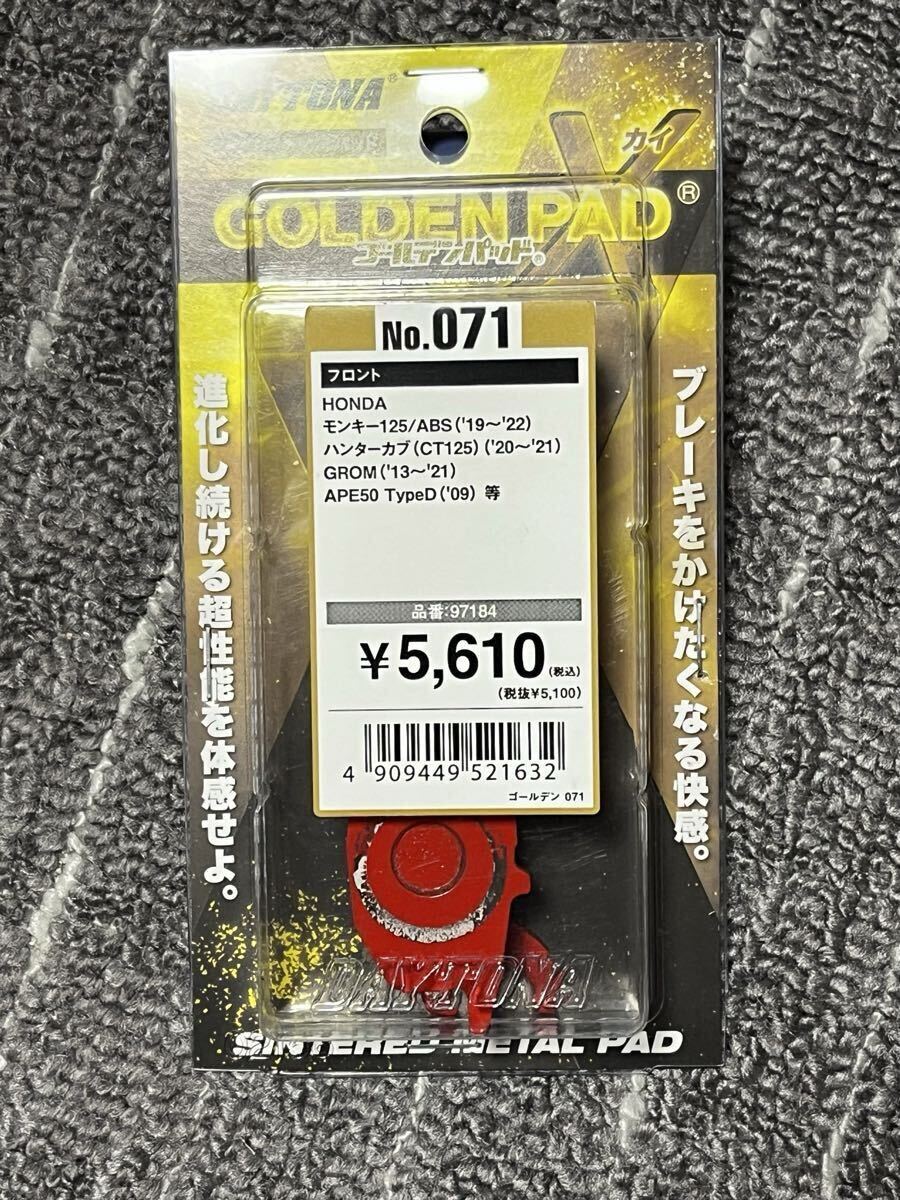 DAYTONA®
カイ
GOLDEN PAD®
X
ゴールデンパッド®
No.071
フロント
HONDA
モンキー125/ABS('19~'22)
ハンターカブ(CT125)('20~'21)
GROM('13~'21)
APE50 TypeD('09) 等
品番:97184
¥5,610(税込)
(税抜¥5,100)
4 909449 521632
ゴールデン 071
ブレーキをかけたくなる快感。
進化し続ける超性能を体感せよ。
DAYTONA
SINTERED METAL PAD